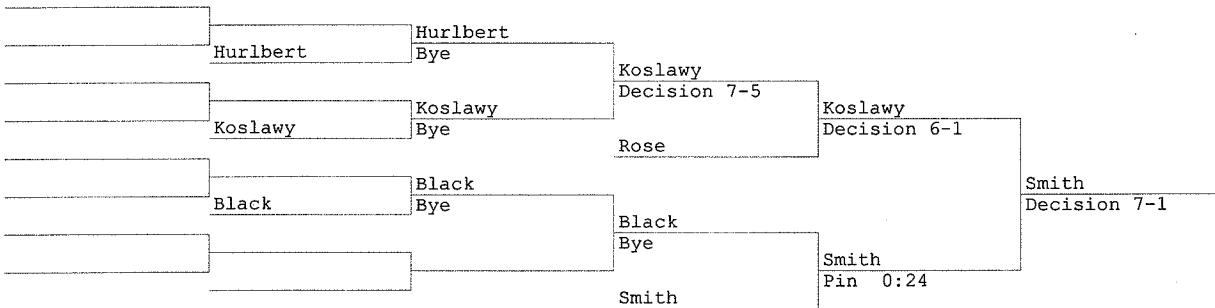 Hurlbert
Hurlbert
Bye
Koslawy
Decision 7-5
Koslawy
Koslawy
Bye
Koslawy
Decision 6-1
Rose
Black
Black
Bye
Smith
Decision 7-1
Black
Bye
Smith
Pin 0:24
Smith